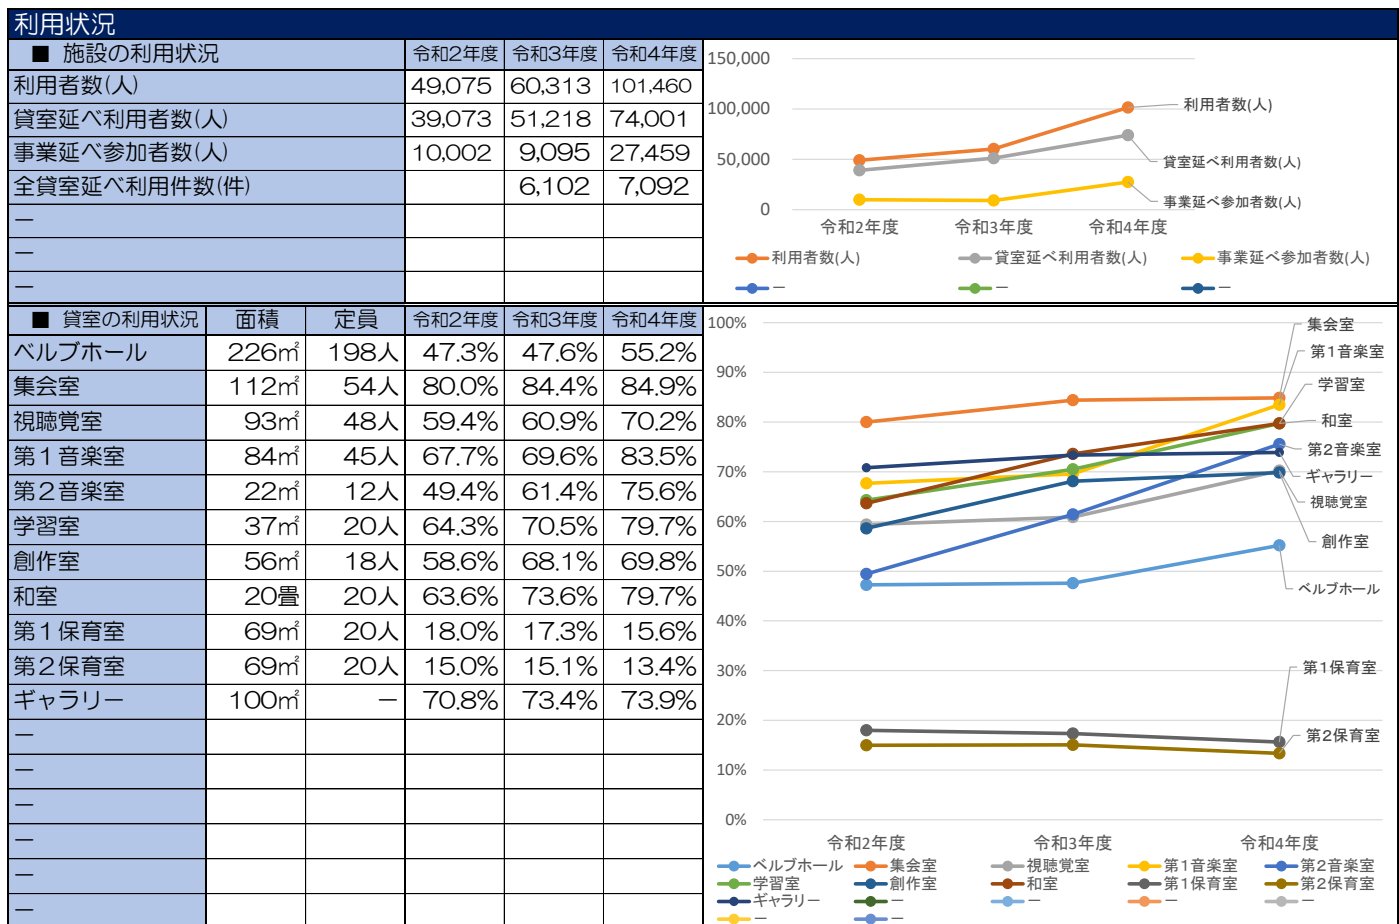 利用状況
■ 施設の利用状況 令和2年度 令和3年度 令和4年度
利用者数(人) 49,075 60,313 101,460
貸室延べ利用者数(人) 39,073 51,218 74,001
事業延べ参加者数(人) 10,002 9,095 27,459
全貸室延べ利用件数(件) 6,102 7,092
―
―
―
150,000
100,000
50,000
0
利用者数(人)
貸室延べ利用者数(人)
事業延べ参加者数(人)
令和2年度 令和3年度 令和4年度
利用者数(人) 貸室延べ利用者数(人) 事業延べ参加者数(人)
― ― ―
■ 貸室の利用状況 面積 定員 令和2年度 令和3年度 令和4年度
ベルブホール 226㎡ 198人 47.3% 47.6% 55.2%
集会室 112㎡ 54人 80.0% 84.4% 84.9%
視聴覚室 93㎡ 48人 59.4% 60.9% 70.2%
第1音楽室 84㎡ 45人 67.7% 69.6% 83.5%
第2音楽室 22㎡ 12人 49.4% 61.4% 75.6%
学習室 37㎡ 20人 64.3% 70.5% 79.7%
創作室 56㎡ 18人 58.6% 68.1% 69.8%
和室 20畳 20人 63.6% 73.6% 79.7%
第1保育室 69㎡ 20人 18.0% 17.3% 15.6%
第2保育室 69㎡ 20人 15.0% 15.1% 13.4%
ギャラリー 100㎡ ― 70.8% 73.4% 73.9%
―
―
―
―
―
―
100%
90%
80%
70%
60%
50%
40%
30%
20%
10%
0%
集会室
第1音楽室
学習室
和室
第2音楽室
ギャラリー
視聴覚室
創作室
ベルブホール
第1保育室
第2保育室
令和2年度 令和3年度 令和4年度
ベルブホール 集会室 視聴覚室 第1音楽室 第2音楽室
学習室 創作室 和室 第1保育室 第2保育室
ギャラリー ― ― ― ―
― ―